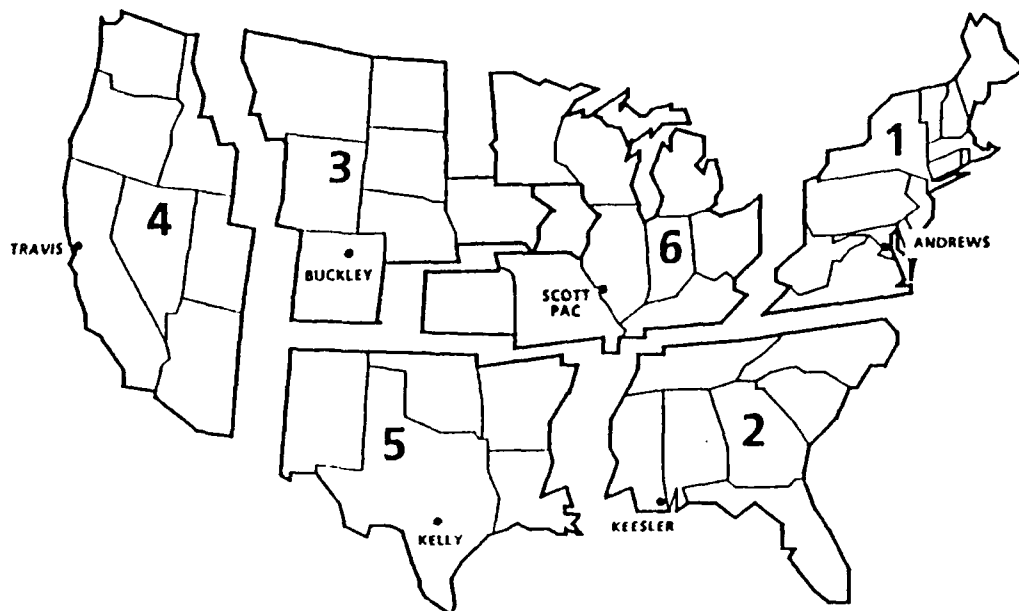 1
3
4
TRAVIS
BUCKLEY
6
SCOTT
PAC
ANDREWS
5
2
KELLY
KEESLER